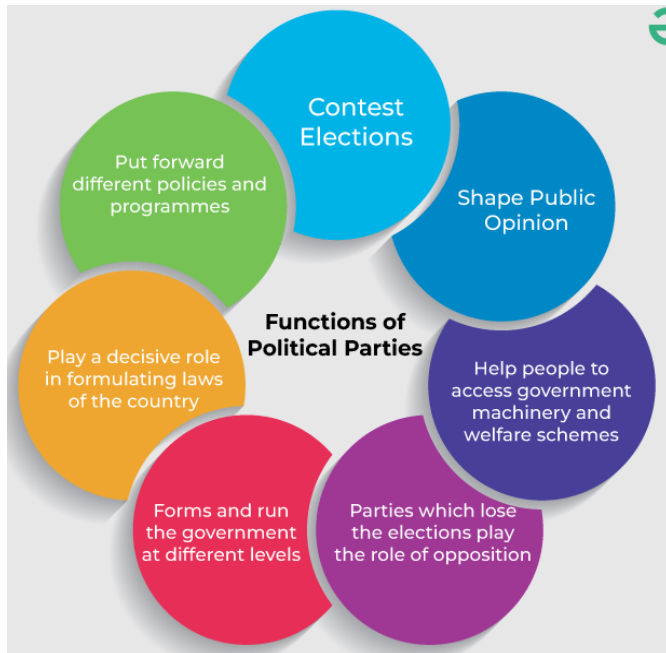 Contest
Elections
Shape Public
Opinion
Help people to
access government
machinery and
welfare schemes
Parties which lose
the elections play
the role of opposition
Forms and run
the government
at different levels
Play a decisive role
in formulating laws
of the country
Put forward
different policies and
programmes
Functions of
Political Parties